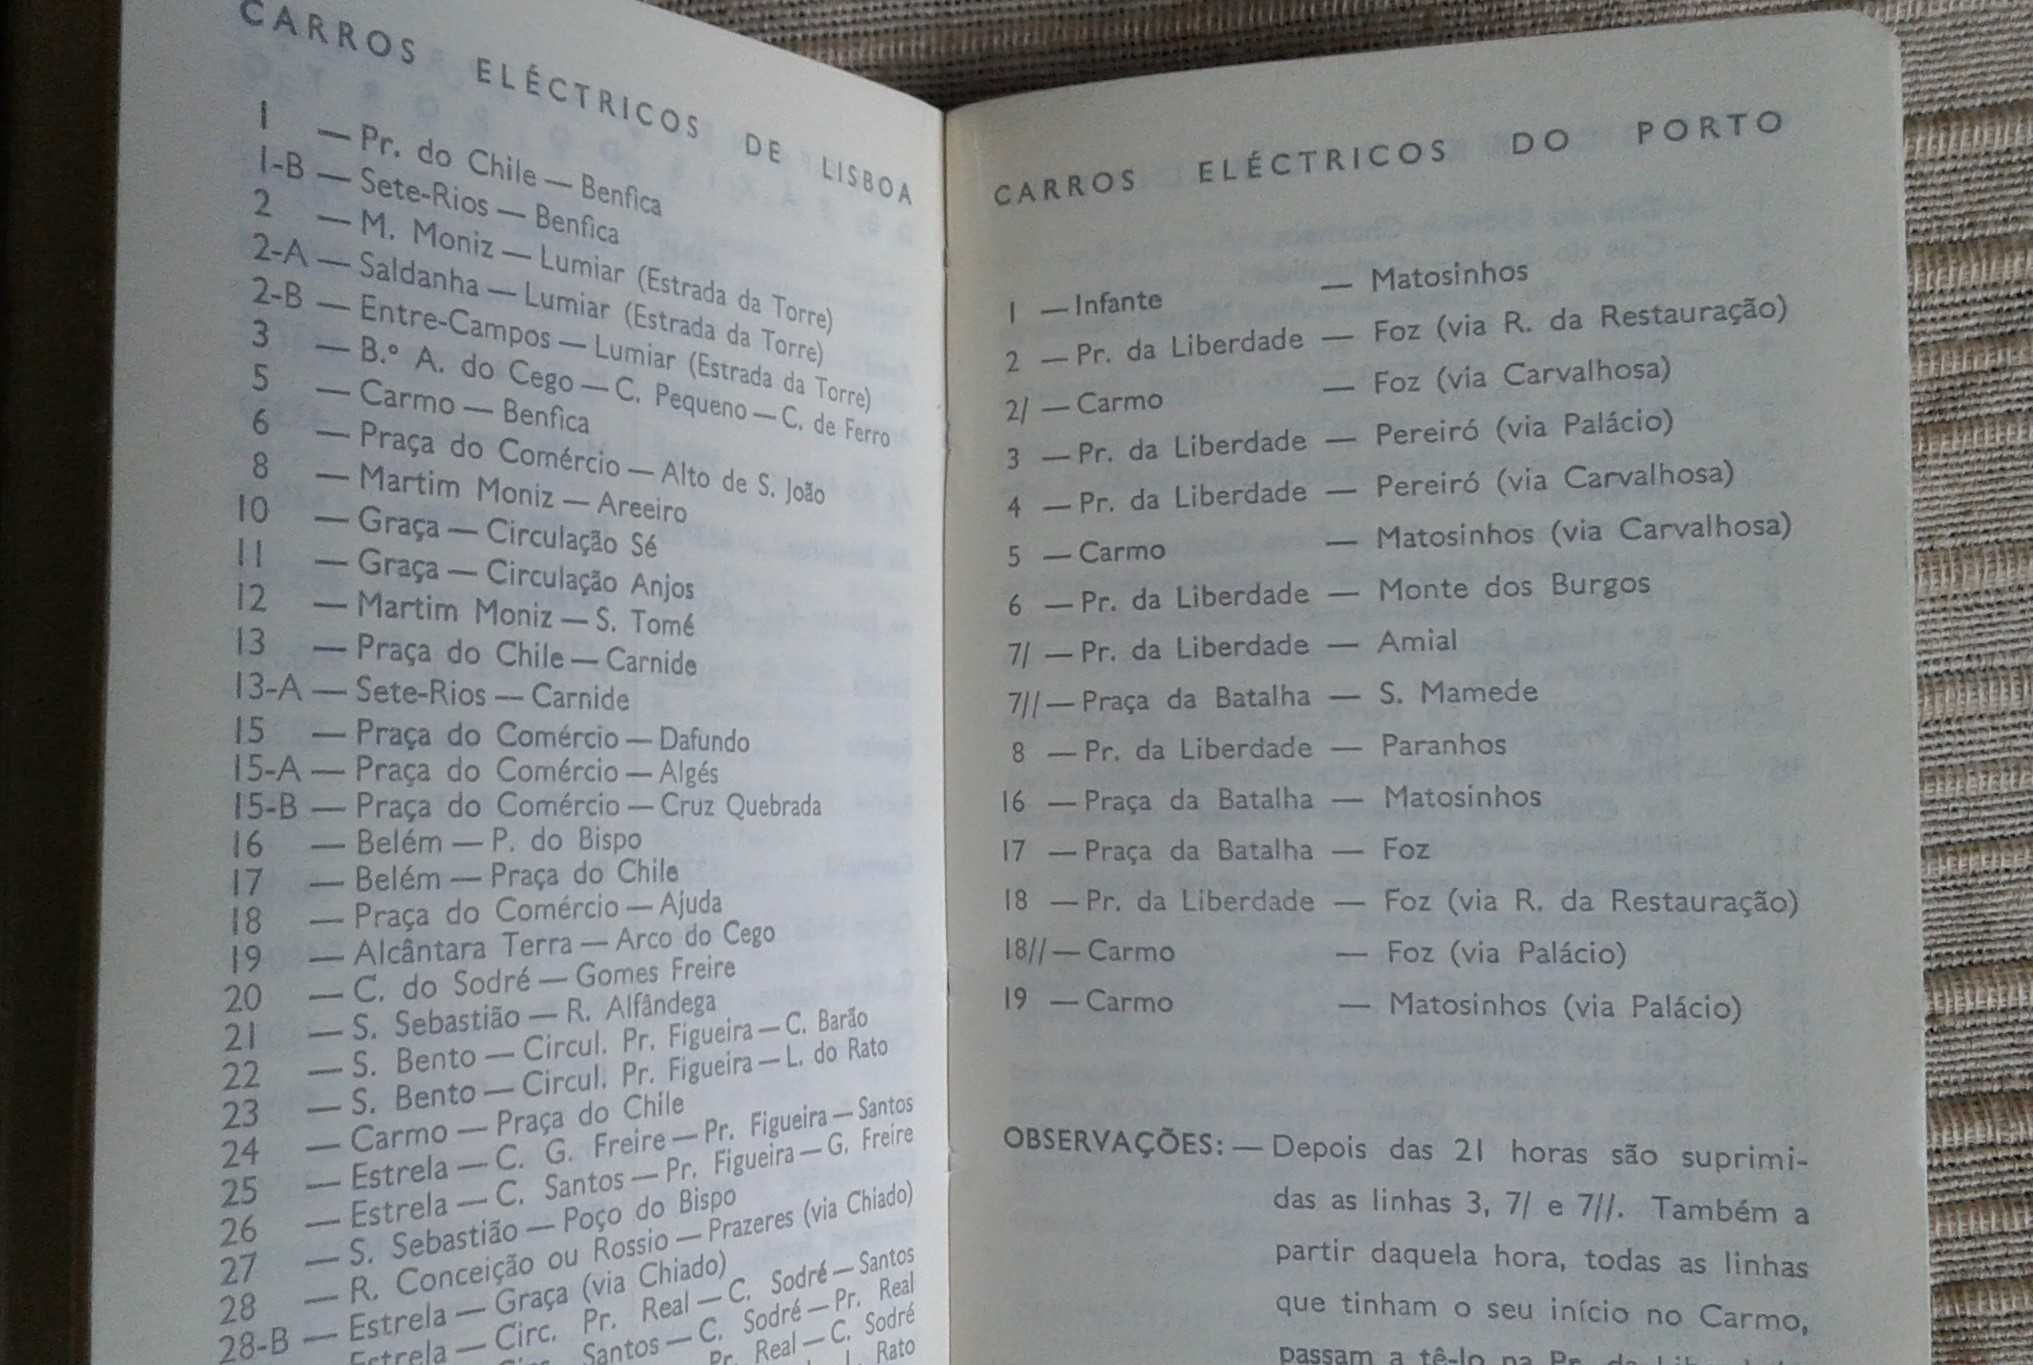 CARROS ELÉCTRICOS DE LISBOA
1 — Pr. do Chile — Benfica
1-B — Sete-Rios — Benfica
2 — M. Moniz — Lumiar (Estrada da Torre)
2-A — Saldanha — Lumiar (Estrada da Torre)
2-B — Entre-Campos — Lumiar (Estrada da Torre)
3 — B.º A. do Cego — C. Pequeno — C. de Ferro
5 — Carmo — Benfica
6 — Praça do Comércio — Alto de S. João
8 — Martim Moniz — Areeiro
10 — Graça — Circulação Sé
11 — Graça — Circulação Anjos
12 — Martim Moniz — S. Tomé
13 — Praça do Chile — Carnide
13-A — Sete-Rios — Carnide
15 — Praça do Comércio — Dafundo
15-A — Praça do Comércio — Algés
15-B — Praça do Comércio — Cruz Quebrada
16 — Belém — P. do Bispo
17 — Belém — Praça do Chile
18 — Praça do Comércio — Ajuda
19 — Alcântara Terra — Arco do Cego
20 — C. do Sodré — Gomes Freire
21 — S. Sebastião — R. Alfândega
22 — S. Bento — Circul. Pr. Figueira — C. Barão
23 — S. Bento — Circul. Pr. Figueira — L. do Rato
24 — Carmo — Praça do Chile
25 — Estrela — C. G. Freire — Pr. Figueira — Santos
26 — Estrela — C. Santos — Pr. Figueira — G. Freire
27 — S. Sebastião — Poço do Bispo
28 — R. Conceição ou Rossio — Prazeres (via Chiado)
28-B — Estrela — Graça (via Chiado)
Estrela — Circ. Pr. Real — C. Sodré — Santos
Santos — C. Sodré — Pr. Real
Pr. Real — C. Sodré
Rato
CARROS ELÉCTRICOS DO PORTO
1 — Infante — Matosinhos
2 — Pr. da Liberdade — Foz (via R. da Restauração)
2/ — Carmo — Foz (via Carvalhosa)
3 — Pr. da Liberdade — Pereiró (via Palácio)
4 — Pr. da Liberdade — Pereiró (via Carvalhosa)
5 — Carmo — Matosinhos (via Carvalhosa)
6 — Pr. da Liberdade — Monte dos Burgos
7/ — Pr. da Liberdade — Amial
7// — Praça da Batalha — S. Mamede
8 — Pr. da Liberdade — Paranhos
16 — Praça da Batalha — Matosinhos
17 — Praça da Batalha — Foz
18 — Pr. da Liberdade — Foz (via R. da Restauração)
18// — Carmo — Foz (via Palácio)
19 — Carmo — Matosinhos (via Palácio)
OBSERVAÇÕES: — Depois das 21 horas são suprimi-
das as linhas 3, 7/ e 7//. Também a
partir daquela hora, todas as linhas
que tinham o seu início no Carmo,
passam a tê-lo na Pr.